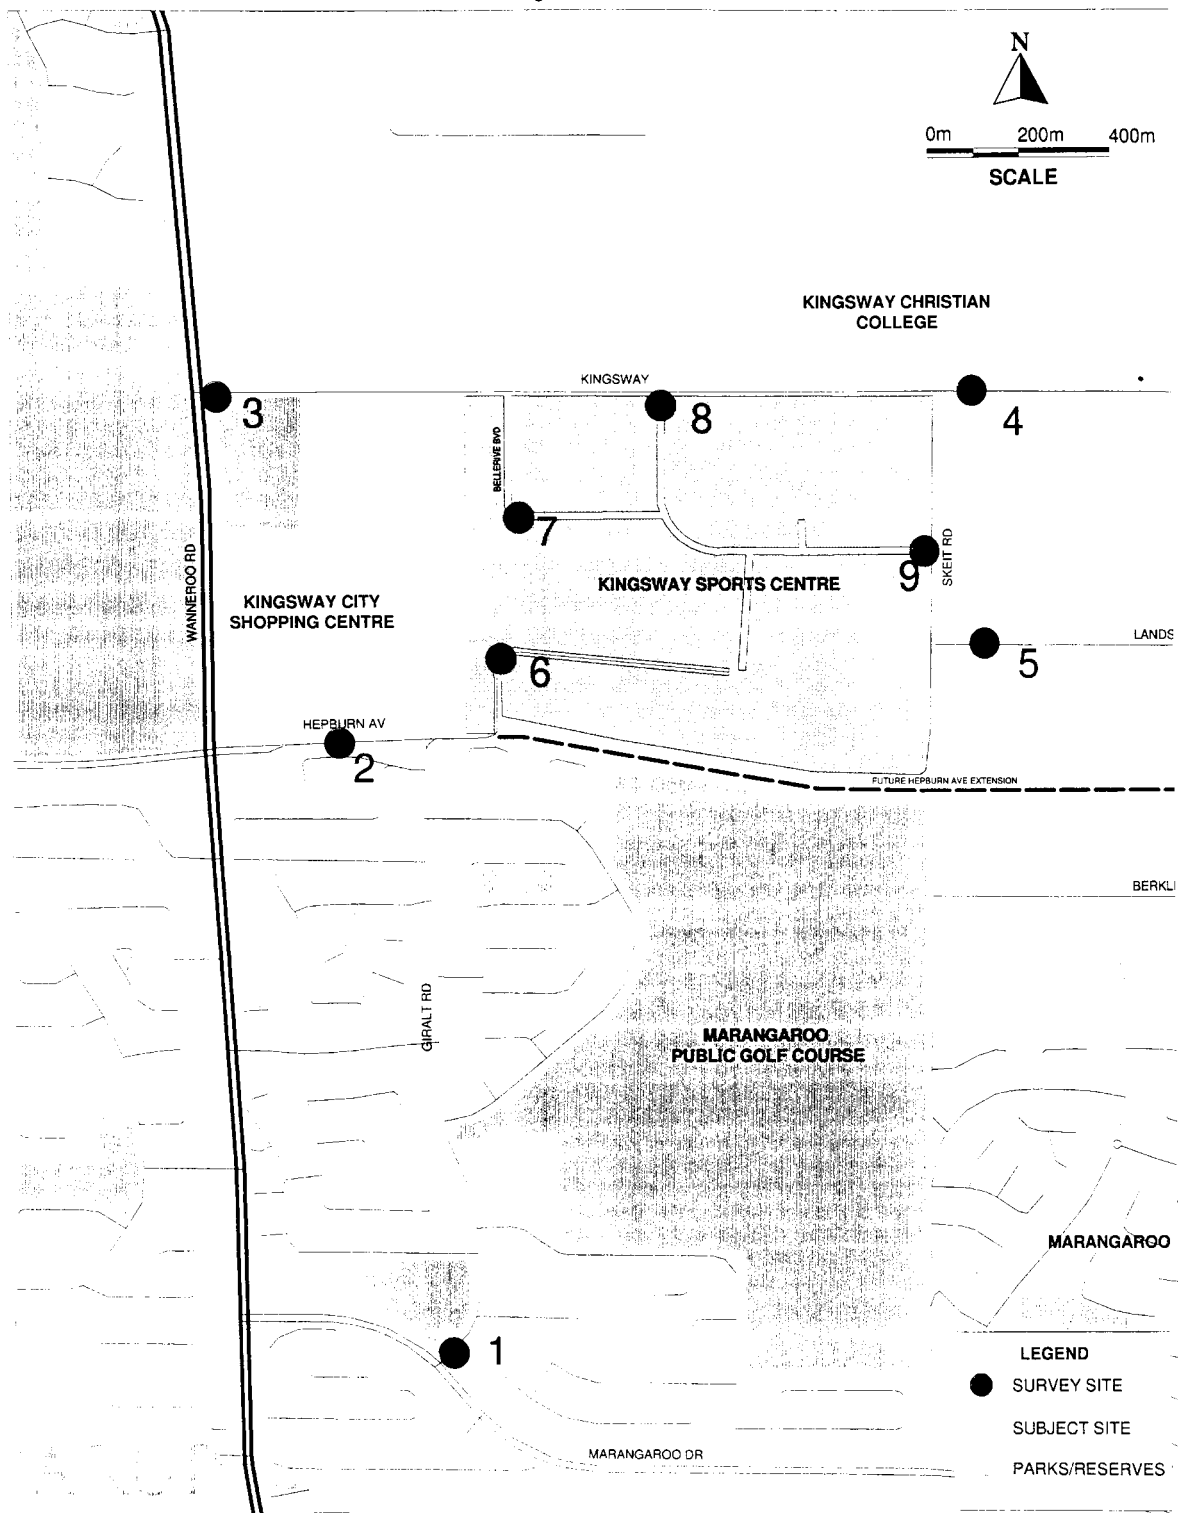 N
0m 200m 400m
SCALE
KINGSWAY CHRISTIAN
COLLEGE
KINGSWAY
3
8
4
BELLERIVE BVD
7
9
SKEIT RD
KINGSWAY SPORTS CENTRE
WANNEROO RD
KINGSWAY CITY
SHOPPING CENTRE
LANDS
5
6
HEPBURN AV
2
FUTURE HEPBURN AVE EXTENSION
BERKLI
GIRALT RD
MARANGAROO
PUBLIC GOLF COURSE
MARANGAROO
1
LEGEND
SURVEY SITE
SUBJECT SITE
PARKS/RESERVES
MARANGAROO DR